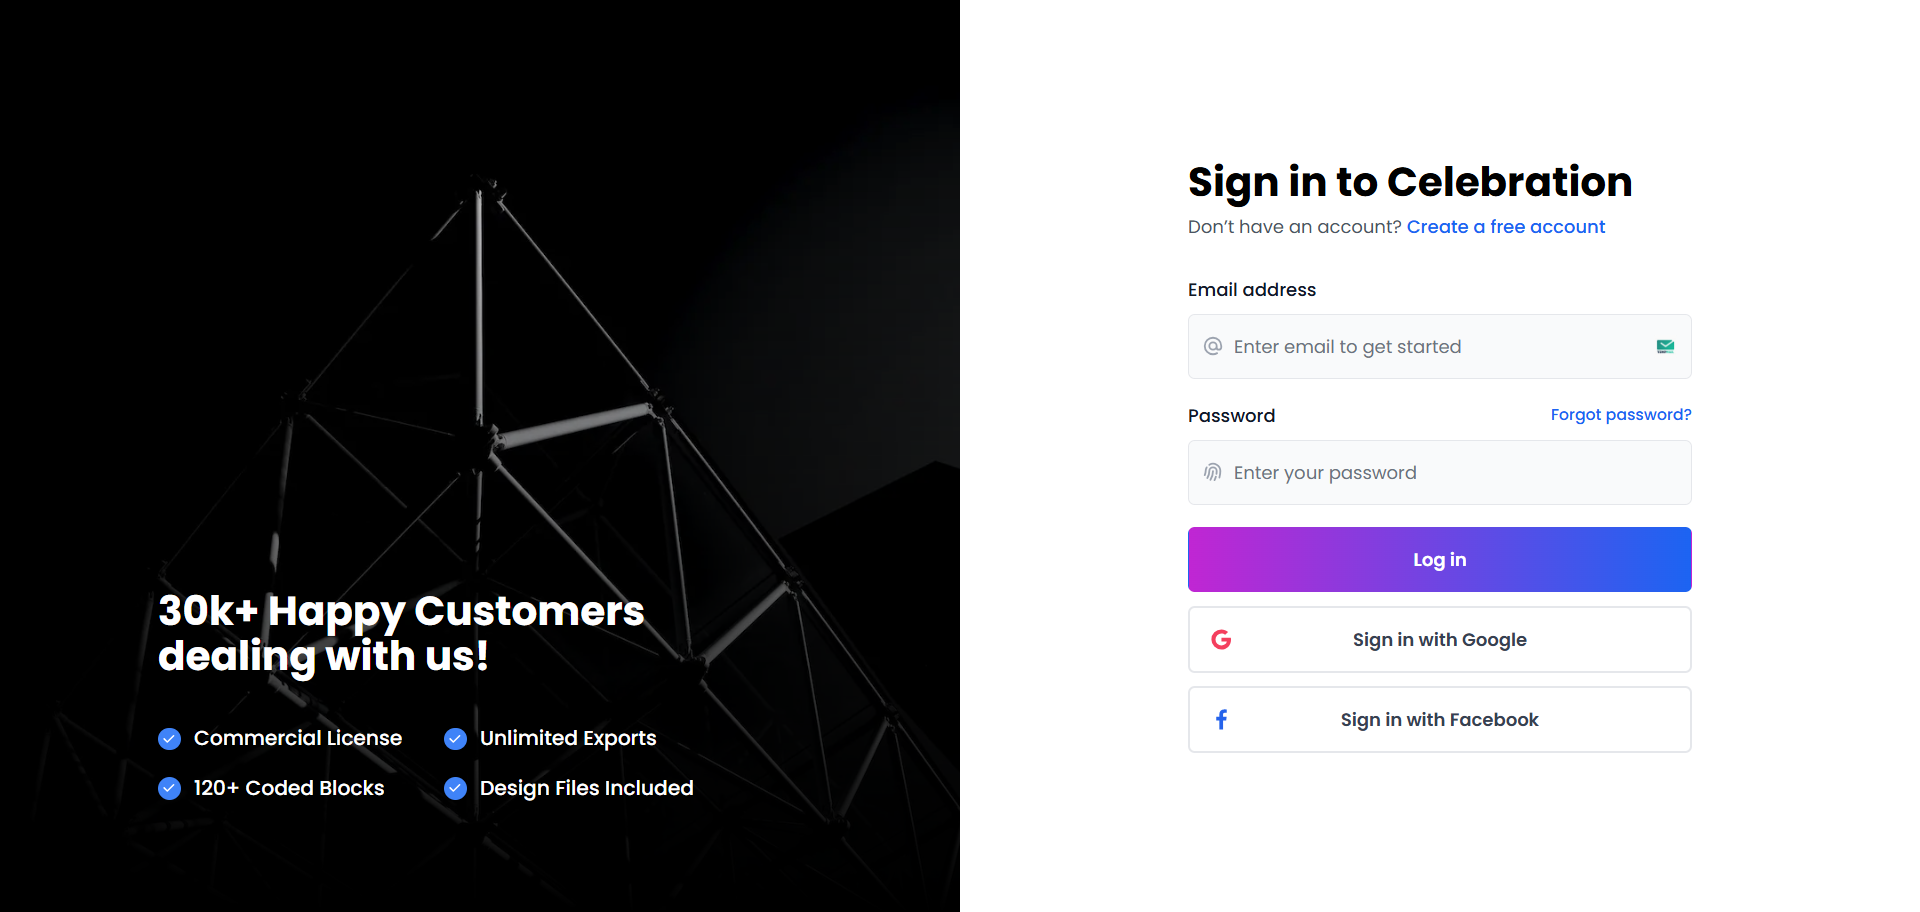 30k+ Happy Customers
dealing with us!
Commercial License
Unlimited Exports
120+ Coded Blocks
Design Files Included
Sign in to Celebration
Don’t have an account? Create a free account
Email address
Enter email to get started
Password
Forgot password?
Enter your password
Log in
Sign in with Google
Sign in with Facebook